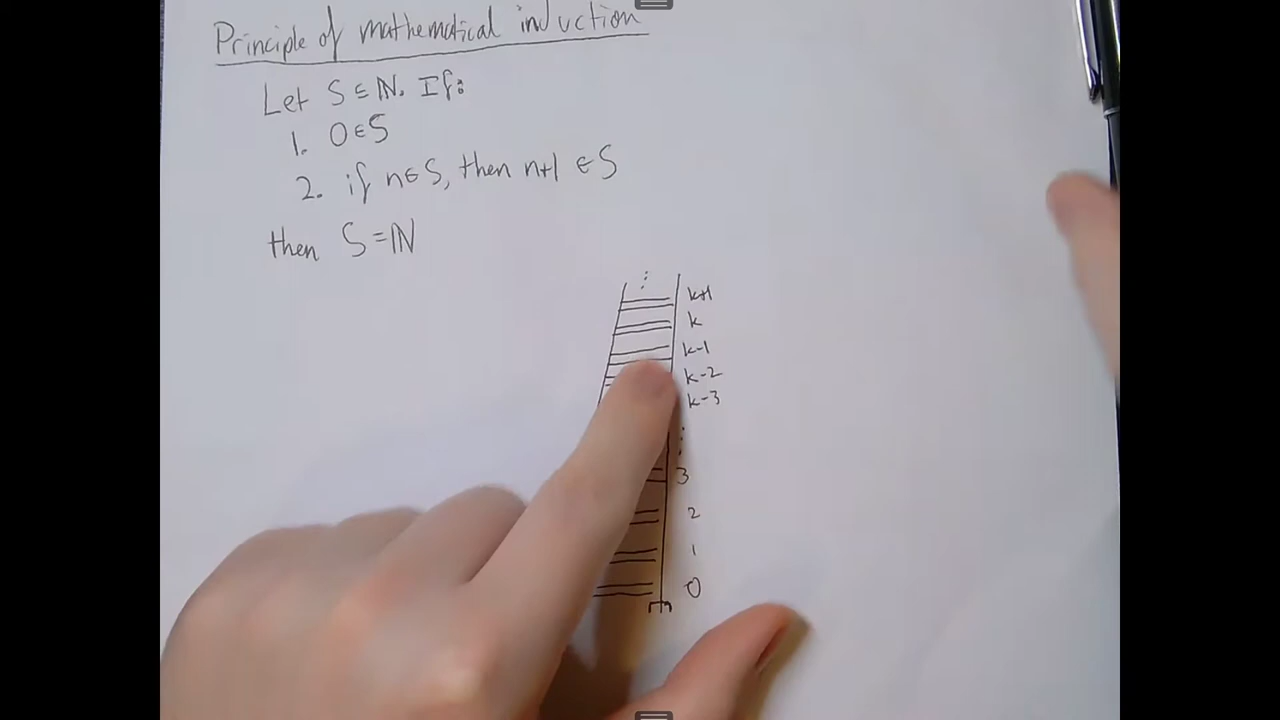 Principle of mathematical induction
Let S ⊆ ℕ. If:
1. 0 ∈ S
2. if n ∈ S, then n+1 ∈ S
then S = ℕ
⋮
k+1
k
k-1
k-2
k-3
⋮
3
2
1
0